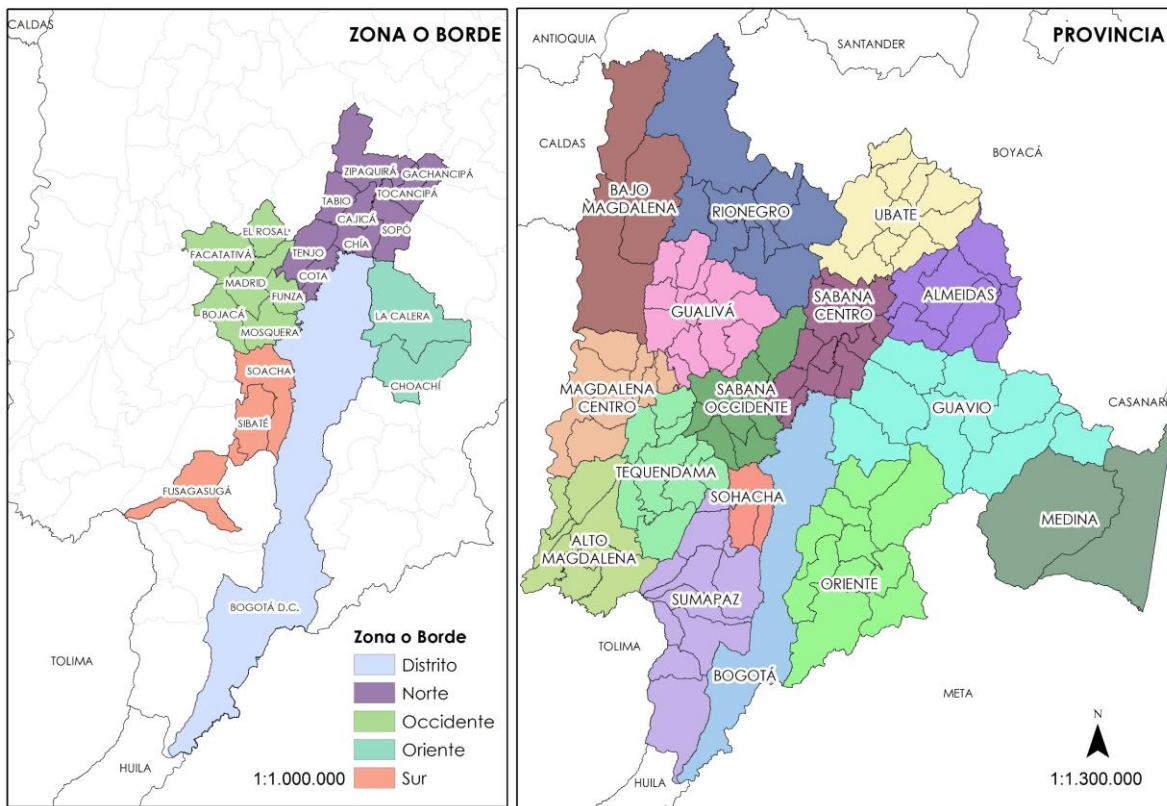 ZONA O BORDE
CALDAS
ZIPAQUIRÁ
GACHANCIPÁ
TOCANCIPÁ
TABIO
CAJICÁ
SOPÓ
EL ROSAL
CHÍA
TENJO
FACATATIVÁ
COTA
MADRID
FUNZA
BOJACÁ
LA CALERA
MOSQUERA
SOACHA
CHOACHÍ
SIBATÉ
FUSAGASUGÁ
BOGOTÁ D.C.
TOLIMA
HUILA
Zona o Borde
Distrito
Norte
Occidente
Oriente
Sur
1:1.000.000
PROVINCIA
ANTIOQUIA
SANTANDER
CALDAS
BOYACÁ
BAJO
MAGDALENA
RIONEGRO
UBATE
GUALIVÁ
SABANA
CENTRO
ALMEIDAS
MAGDALENA
CENTRO
SABANA
OCCIDENTE
GUAVIO
CASANARE
TEQUENDAMA
SOHACHA
MEDINA
ALTO
MAGDALENA
ORIENTE
SUMAPAZ
TOLIMA
BOGOTÁ
META
HUILA
N
1:1.300.000